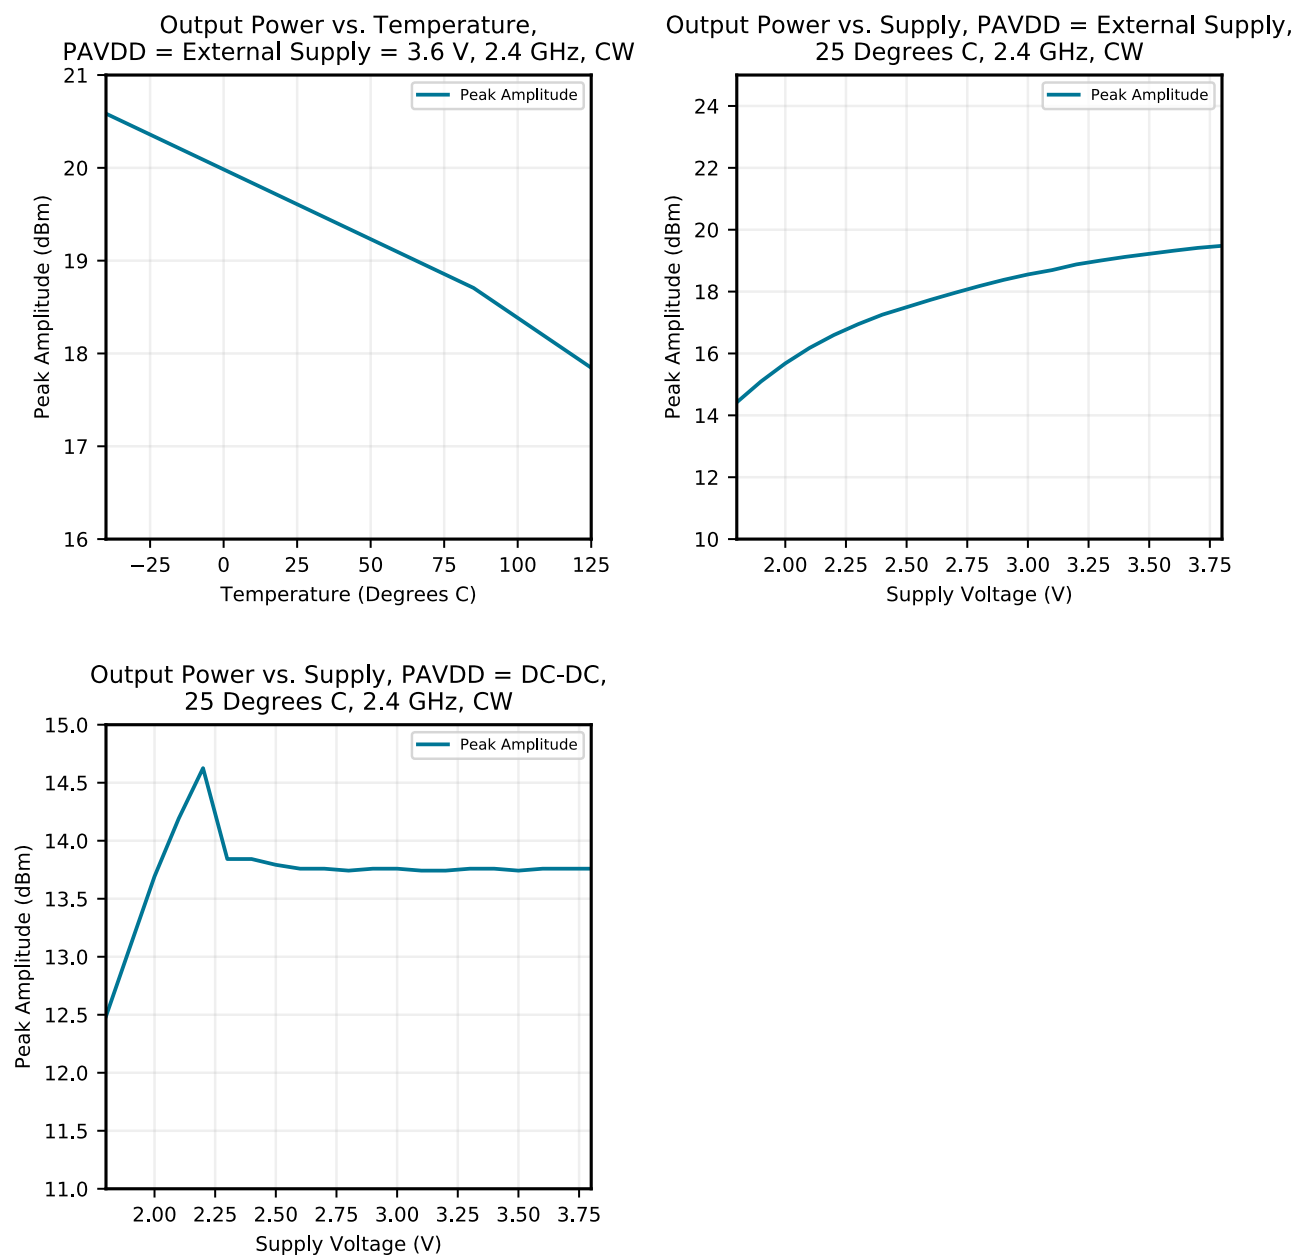 Output Power vs. Temperature,
PAVDD = External Supply = 3.6 V, 2.4 GHz, CW
Peak Amplitude
21
20
19
18
17
16
Peak Amplitude (dBm)
−25 0 25 50 75 100 125
Temperature (Degrees C)
Output Power vs. Supply, PAVDD = External Supply,
25 Degrees C, 2.4 GHz, CW
Peak Amplitude
24
22
20
18
16
14
12
10
Peak Amplitude (dBm)
2.00 2.25 2.50 2.75 3.00 3.25 3.50 3.75
Supply Voltage (V)
Output Power vs. Supply, PAVDD = DC-DC,
25 Degrees C, 2.4 GHz, CW
Peak Amplitude
15.0
14.5
14.0
13.5
13.0
12.5
12.0
11.5
11.0
Peak Amplitude (dBm)
2.00 2.25 2.50 2.75 3.00 3.25 3.50 3.75
Supply Voltage (V)